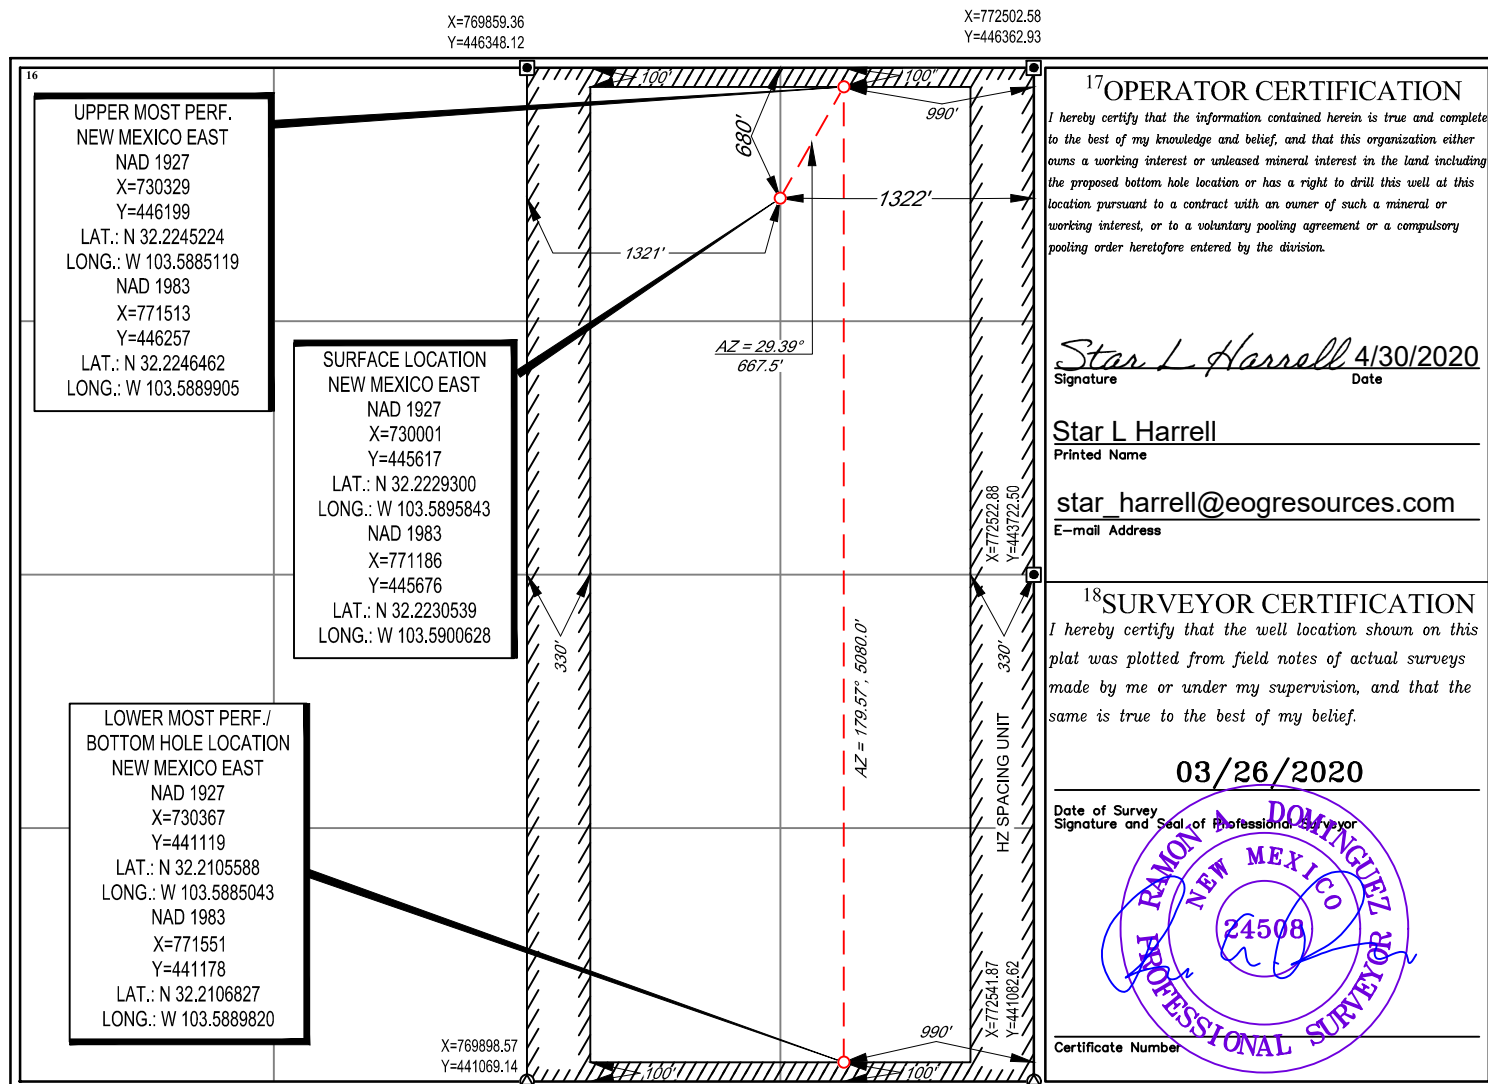 X=769859.36
Y=446348.12
X=772502.58
Y=446362.93
16
UPPER MOST PERF.
NEW MEXICO EAST
NAD 1927
X=730329
Y=446199
LAT.: N 32.2245224
LONG.: W 103.5885119
NAD 1983
X=771513
Y=446257
LAT.: N 32.2246462
LONG.: W 103.5889905
SURFACE LOCATION
NEW MEXICO EAST
NAD 1927
X=730001
Y=445617
LAT.: N 32.2229300
LONG.: W 103.5895843
NAD 1983
X=771186
Y=445676
LAT.: N 32.2230539
LONG.: W 103.5900628
LOWER MOST PERF./
BOTTOM HOLE LOCATION
NEW MEXICO EAST
NAD 1927
X=730367
Y=441119
LAT.: N 32.2105588
LONG.: W 103.5885043
NAD 1983
X=771551
Y=441178
LAT.: N 32.2106827
LONG.: W 103.5889820
X=769898.57
Y=441069.14
100'
100"
990'
680'
1322'
1321'
AZ = 29.39°
667.5'
X=772522.88
Y=443722.50
330'
330'
AZ = 179.57°, 5080.0'
HZ SPACING UNIT
X=772541.87
Y=441082.62
990'
100'
100'
17OPERATOR CERTIFICATION
I hereby certify that the information contained herein is true and complete
to the best of my knowledge and belief, and that this organization either
owns a working interest or unleased mineral interest in the land including
the proposed bottom hole location or has a right to drill this well at this
location pursuant to a contract with an owner of such a mineral or
working interest, or to a voluntary pooling agreement or a compulsory
pooling order heretofore entered by the division.
Star L Harrell 4/30/2020
Signature Date
Star L Harrell
Printed Name
star_harrell@eogresources.com
E-mail Address
18SURVEYOR CERTIFICATION
I hereby certify that the well location shown on this
plat was plotted from field notes of actual surveys
made by me or under my supervision, and that the
same is true to the best of my belief.
03/26/2020
Date of Survey
Signature and Seal of Professional Surveyor
RAMON A. DOMINGUEZ
NEW MEXICO
24508
PROFESSIONAL SURVEYOR
Certificate Number